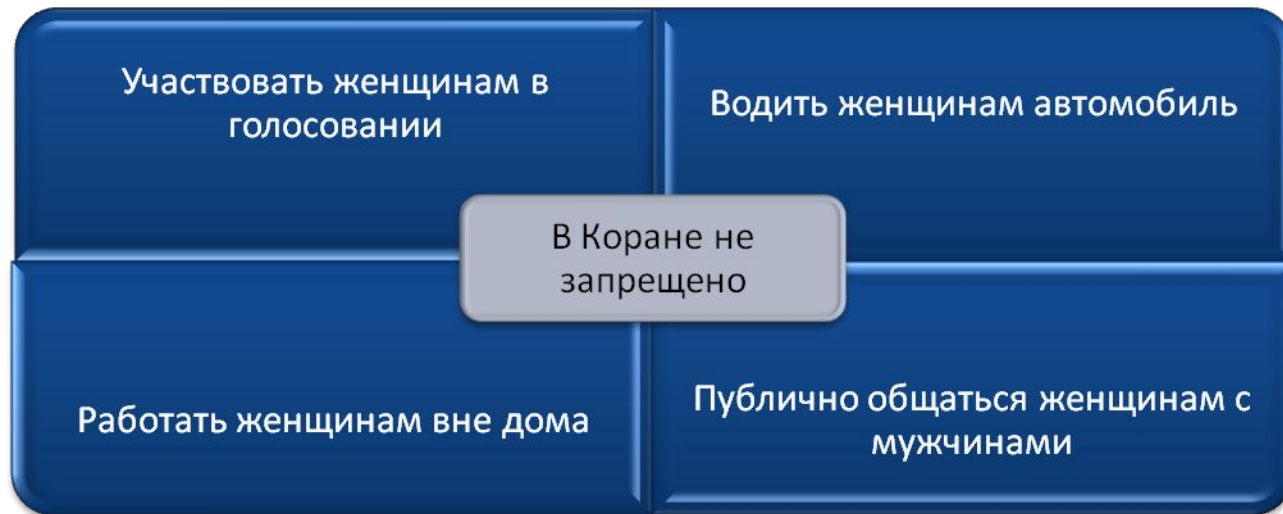 Участвовать женщинам в
голосовании
Водить женщинам автомобиль
В Коране не
запрещено
Работать женщинам вне дома
Публично общаться женщинам с
мужчинами